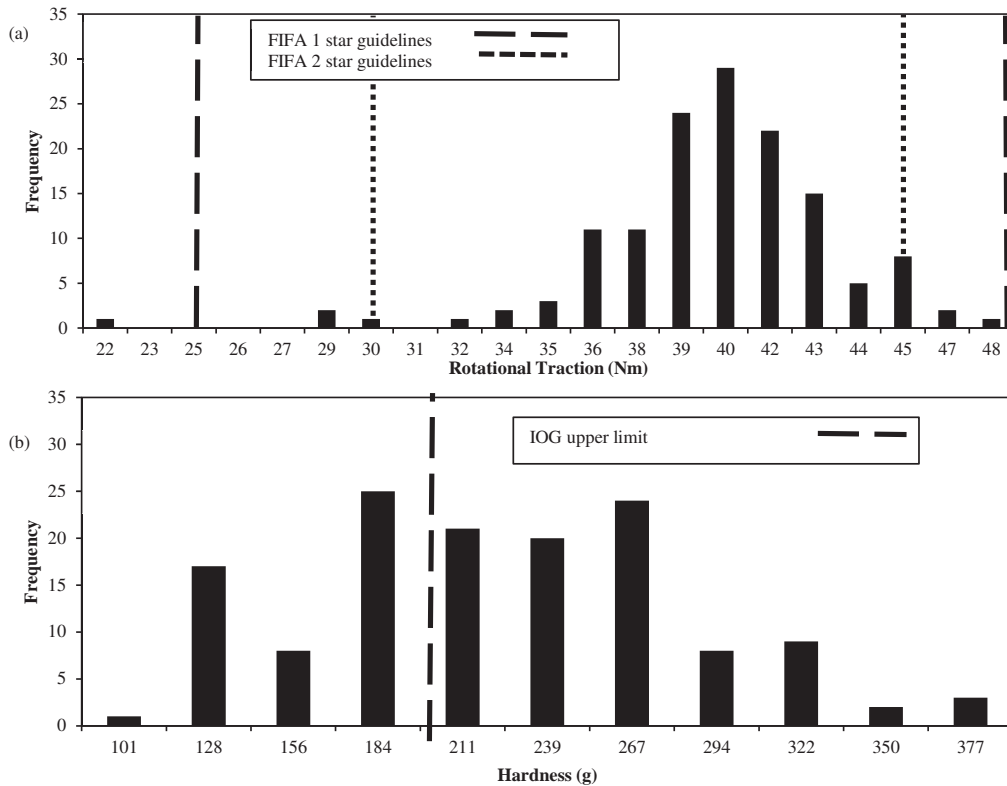 (a)
35
30
25
20
15
10
5
0
Frequency
FIFA 1 star guidelines
FIFA 2 star guidelines
22 23 25 26 27 29 30 31 32 34 35 36 38 39 40 42 43 44 45 47 48
Rotational Traction (Nm)
(b)
35
30
25
20
15
10
5
0
Frequency
IOG upper limit
101 128 156 184 211 239 267 294 322 350 377
Hardness (g)